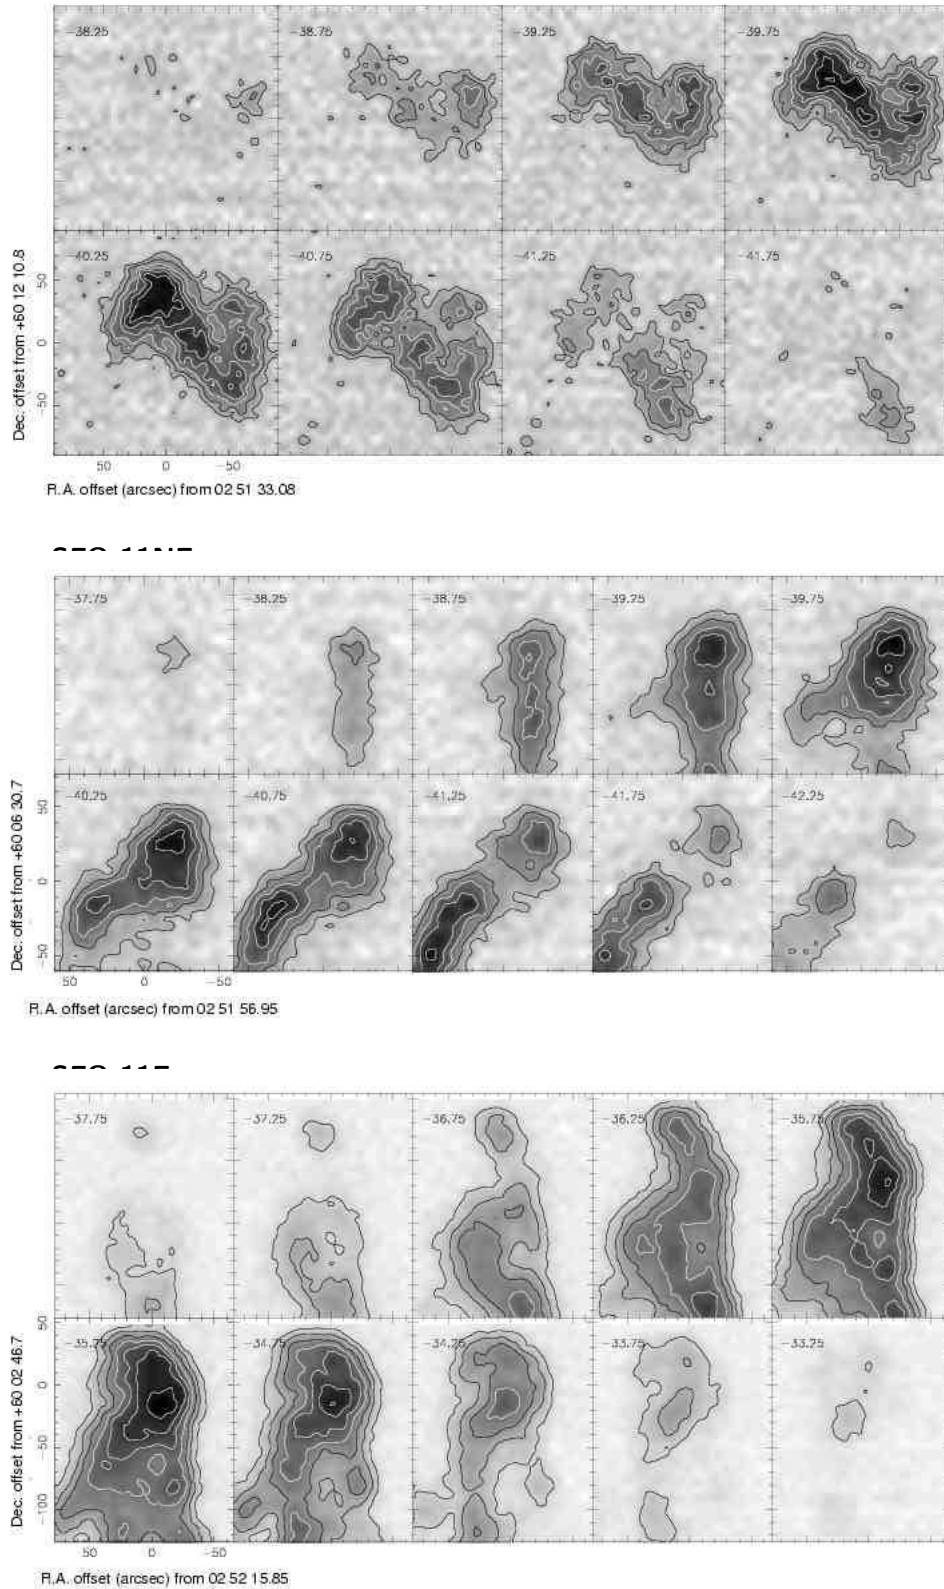 -38.25 -38.75 -39.25 -39.75
-40.25 -40.75 -41.25 -41.75
Dec. offset from +60 12 10.8
50
0
-50
50 0 -50
R.A. offset (arcsec) from 02 51 33.08
-37.75 -38.25 -38.75 -39.25 -39.75
-40.25 -40.75 -41.25 -41.75 -42.25
Dec. offset from +60 06 30.7
50
0
-50
50 0 -50
R.A. offset (arcsec) from 02 51 56.95
-37.75 -37.25 -36.75 -36.25 -35.75
-35.25 -34.75 -34.25 -33.75 -33.25
Dec. offset from +60 02 46.7
50
0
-50
-100
50 0 -50
R.A. offset (arcsec) from 02 52 15.85